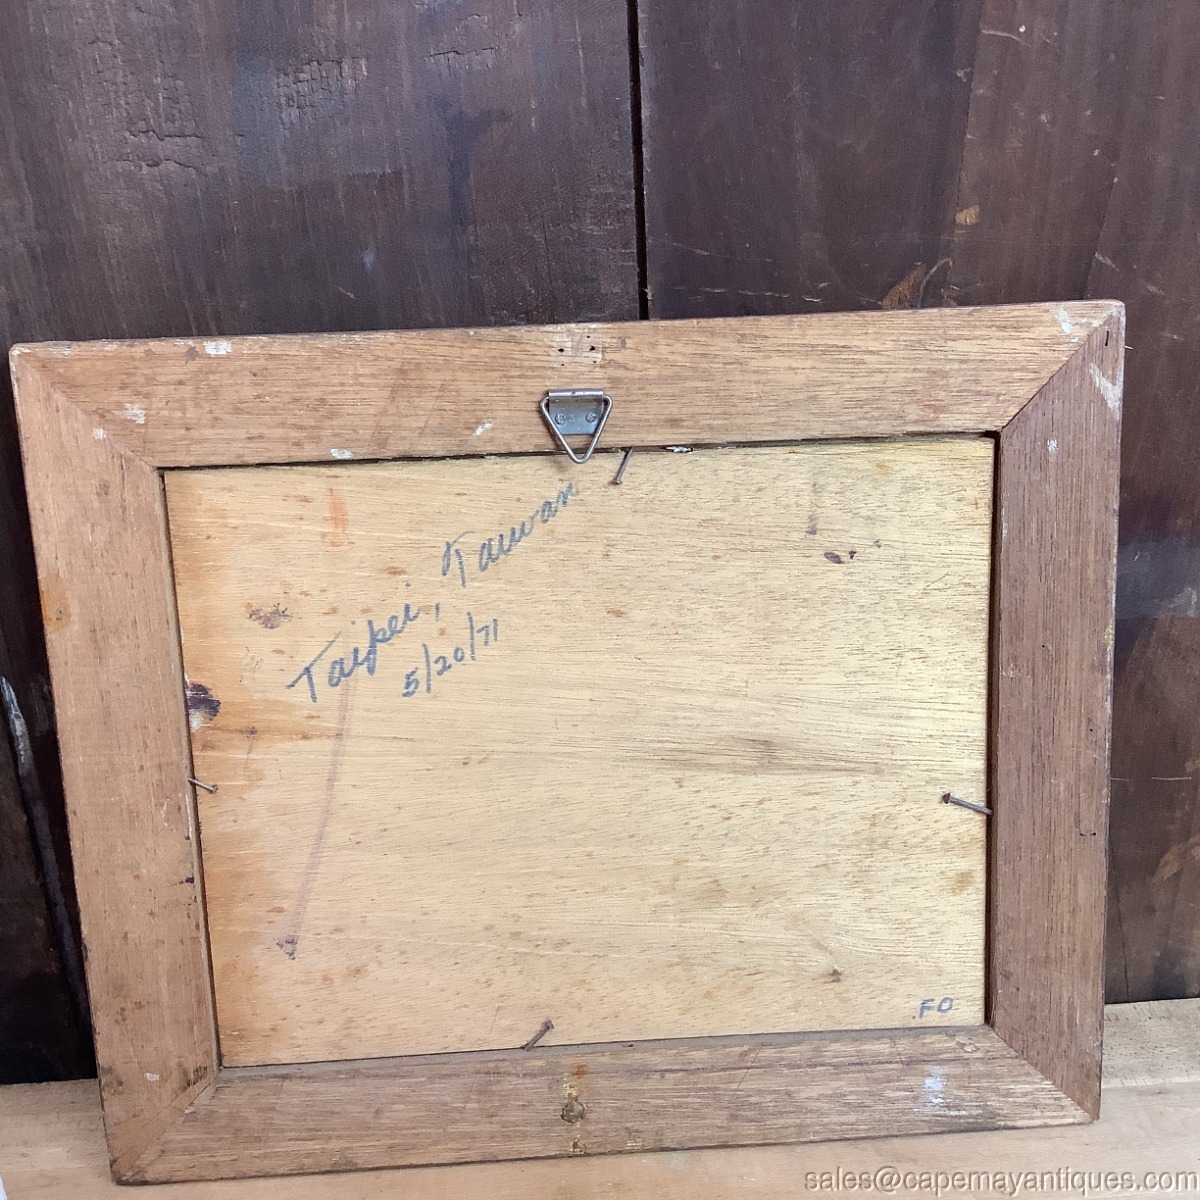 Taipei, Taiwan
5/20/71
FO
sales@capemayantiques.com